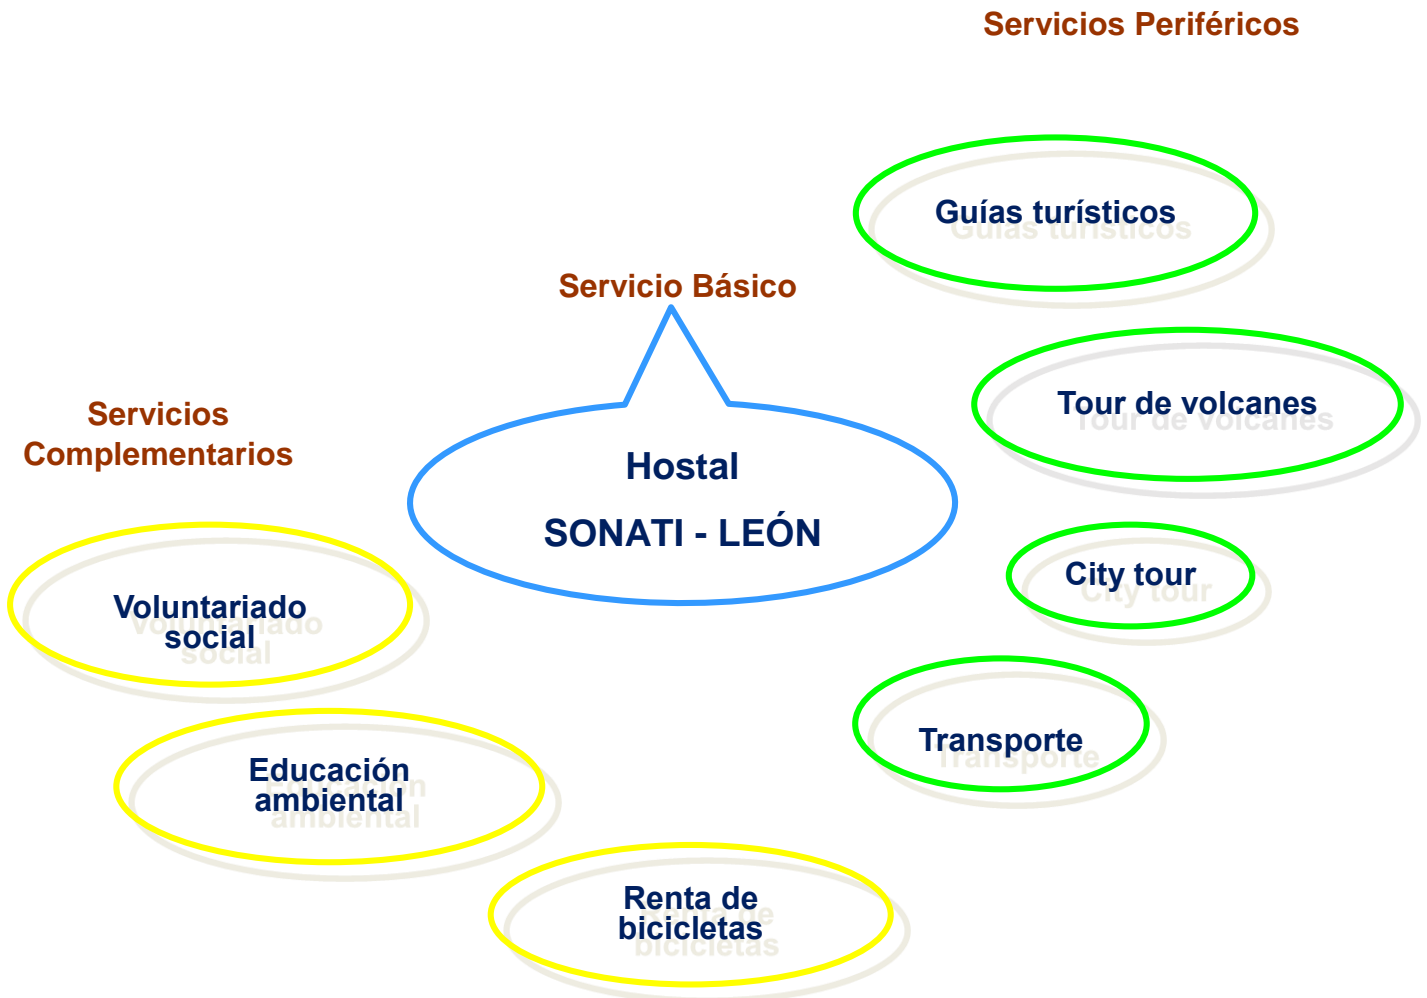 Servicios Periféricos
Guías turísticos
Servicio Básico
Tour de volcanes
Servicios
Complementarios
Hostal
SONATI - LEÓN
City tour
Voluntariado
social
Transporte
Educación
ambiental
Renta de
bicicletas